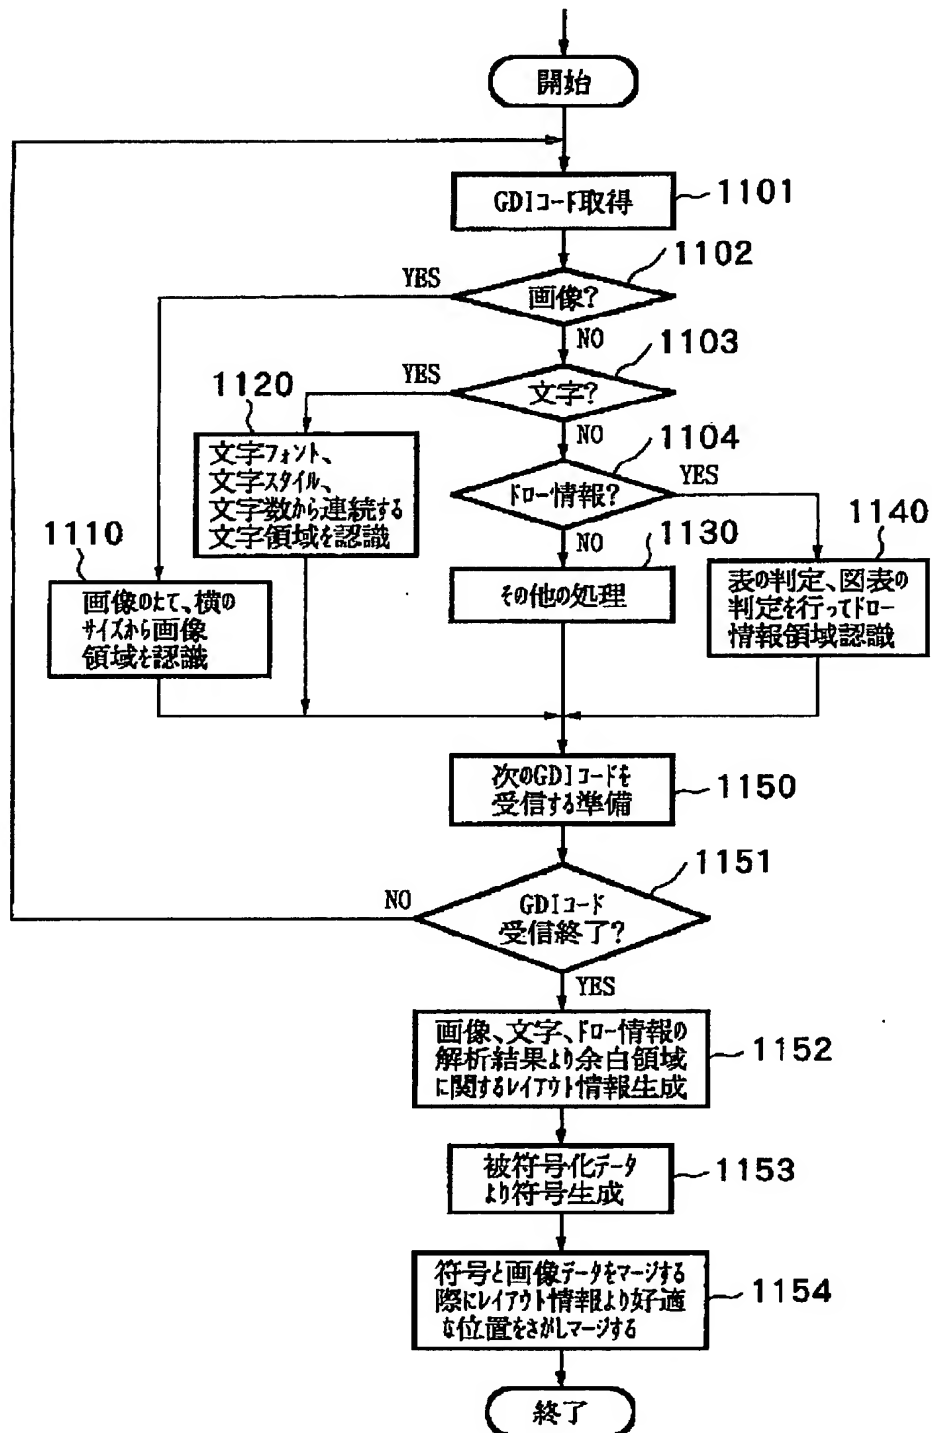 開始
GDIコード取得
1101
画像?
1102
YES
NO
文字?
1103
YES
NO
1120
文字フォント、
文字スタイル、
文字数から連続する
文字領域を認識
ドロー情報?
1104
YES
NO
1110
画像のたて、横の
サイズから画像
領域を認識
その他の処理
1130
1140
表の判定、図表の
判定を行ってドロー
情報領域認識
次のGDIコードを
受信する準備
1150
GDIコード
受信終了?
1151
NO
YES
画像、文字、ドロー情報の
解析結果より余白領域
に関するレイアウト情報生成
1152
被符号化データ
より符号生成
1153
符号と画像データをマージする
際にレイアウト情報より好適
な位置をさがしマージする
1154
終了